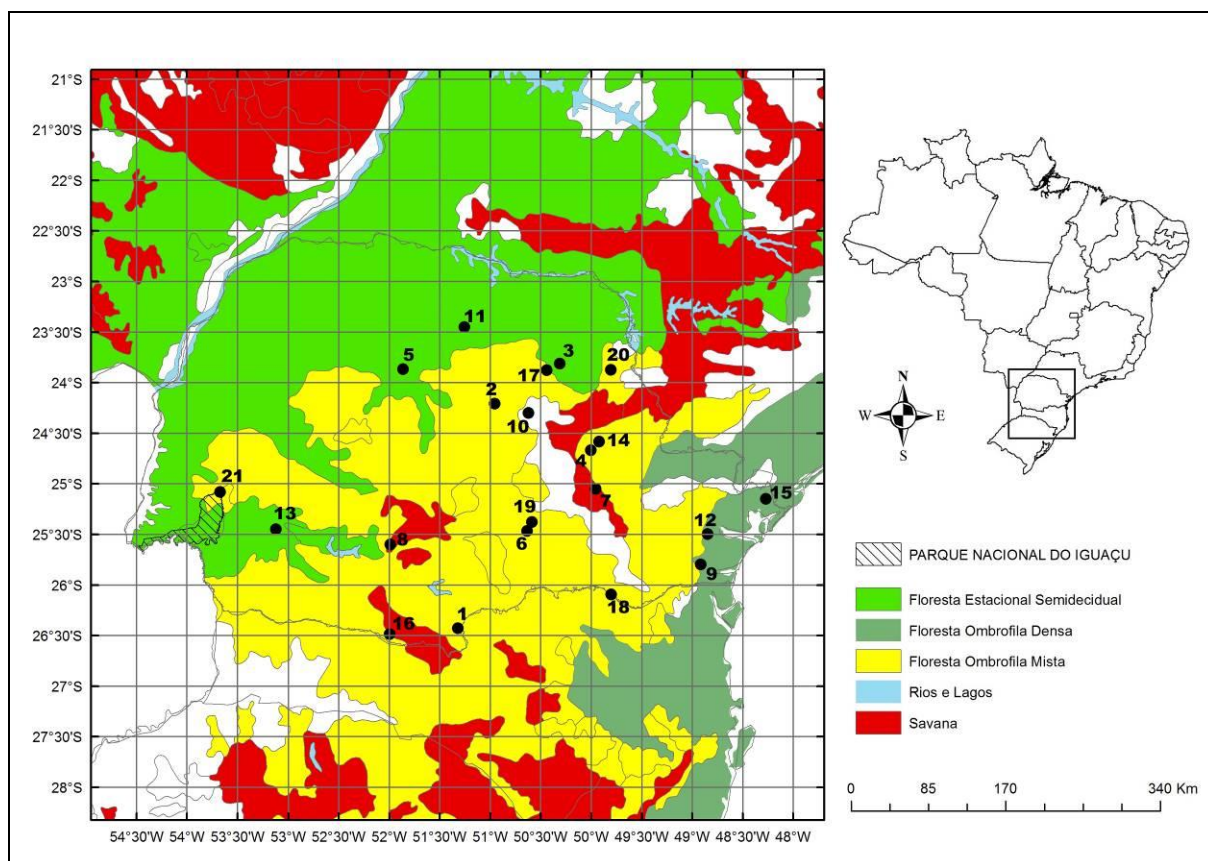 21°S
21°30'S
22°S
22°30'S
23°S
23°30'S
24°S
24°30'S
25°S
25°30'S
26°S
26°30'S
27°S
27°30'S
28°S
11
5
3
17
20
2
10
14
4
21
7
15
19
13
12
8
6
9
18
1
16
54°30'W 54°W 53°30'W 53°W 52°30'W 52°W 51°30'W 51°W 50°30'W 50°W 49°30'W 49°W 48°30'W 48°W
N
W E
S
PARQUE NACIONAL DO IGUAÇU
Floresta Estacional Semidecidual
Floresta Ombrofila Densa
Floresta Ombrofila Mista
Rios e Lagos
Savana
0 85 170 340 Km